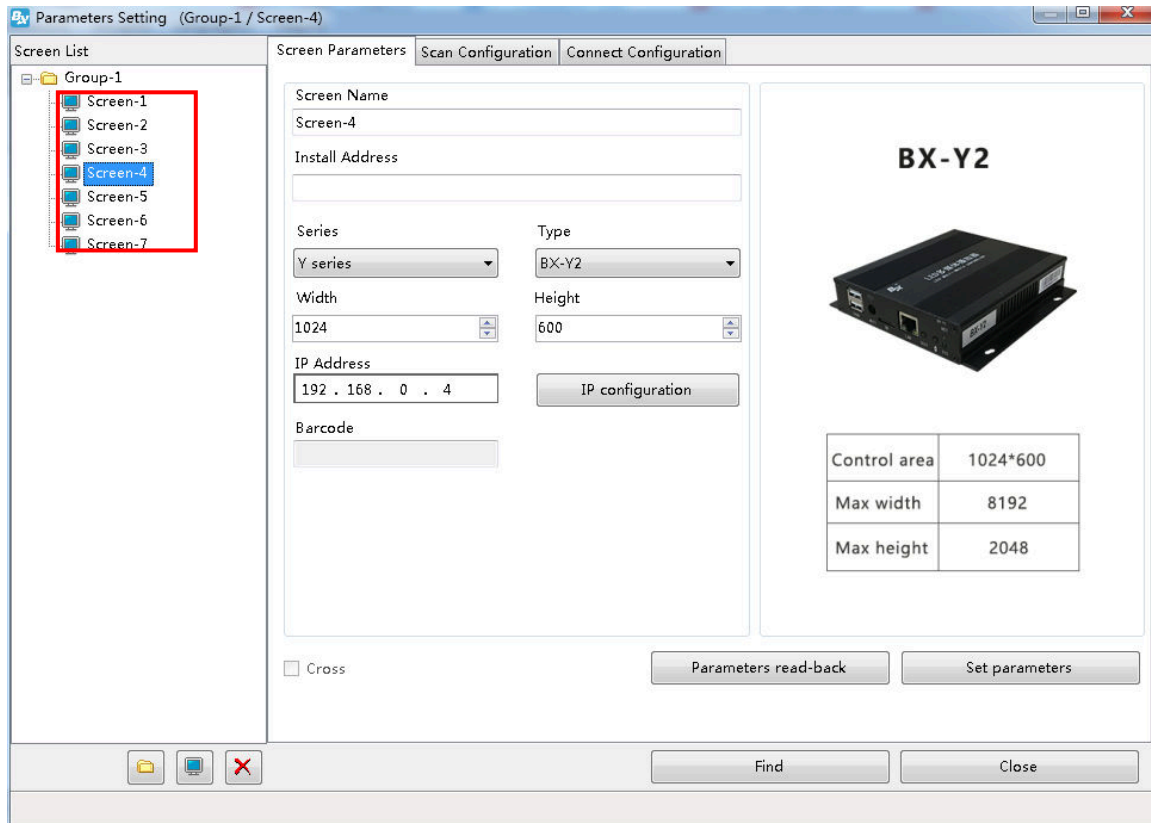 Parameters Setting (Group-1 / Screen-4)
Screen List
Group-1
Screen-1
Screen-2
Screen-3
Screen-4
Screen-5
Screen-6
Screen-7
Screen Parameters Scan Configuration Connect Configuration
Screen Name
Screen-4
Install Address
Series Type
Y series BX-Y2
Width Height
1024 600
IP Address
192 . 168 . 0 . 4 IP configuration
Barcode
BX-Y2
BX-Y2
Control area 1024*600
Max width 8192
Max height 2048
Cross Parameters read-back Set parameters
Find Close